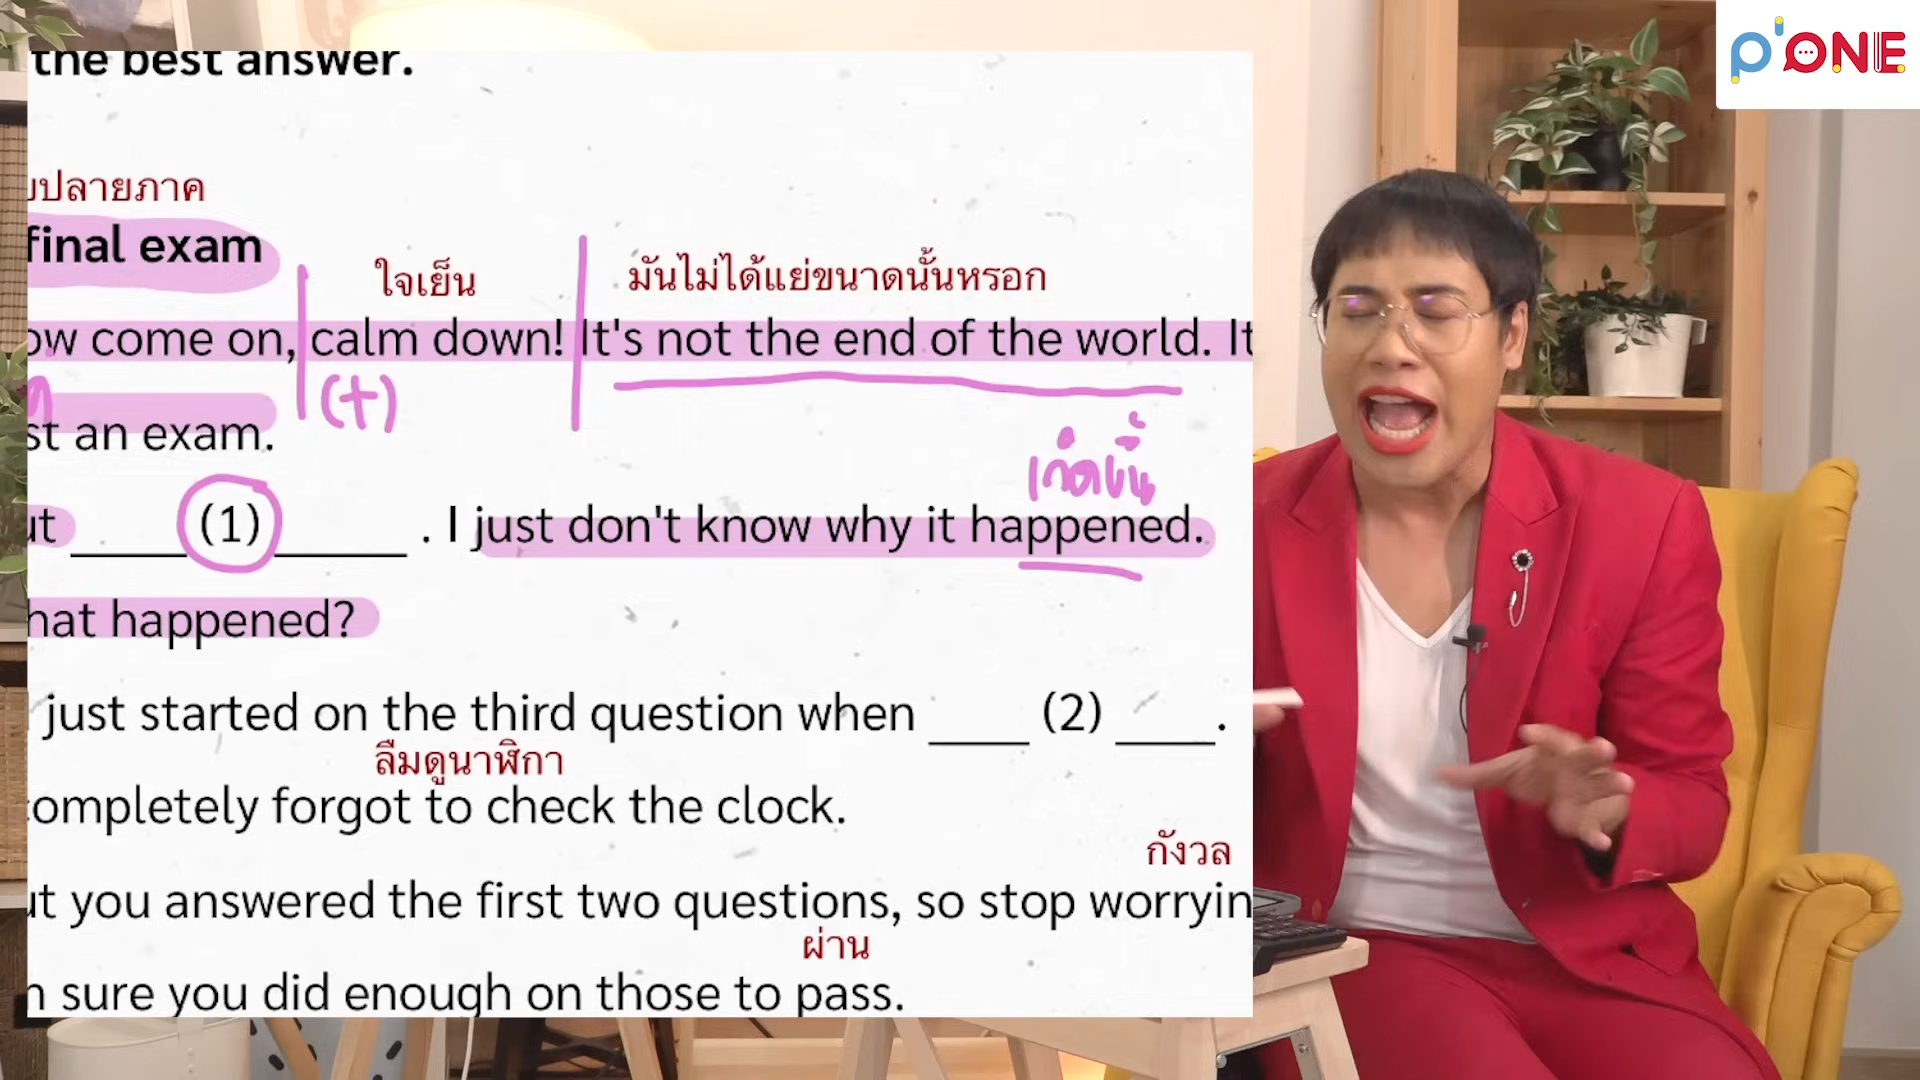 the best answer.
P'ONE
บปลายภาค
final exam
ใจเย็น
มันไม่ได้แย่ขนาดนั้นหรอก
ow come on, calm down! It's not the end of the world. It
(+)
st an exam.
เกิดขึ้น
ut (1) . I just don't know why it happened.
hat happened?
just started on the third question when (2) .
ลืมดูนาฬิกา
completely forgot to check the clock.
กังวล
ut you answered the first two questions, so stop worryin
ผ่าน
n sure you did enough on those to pass.